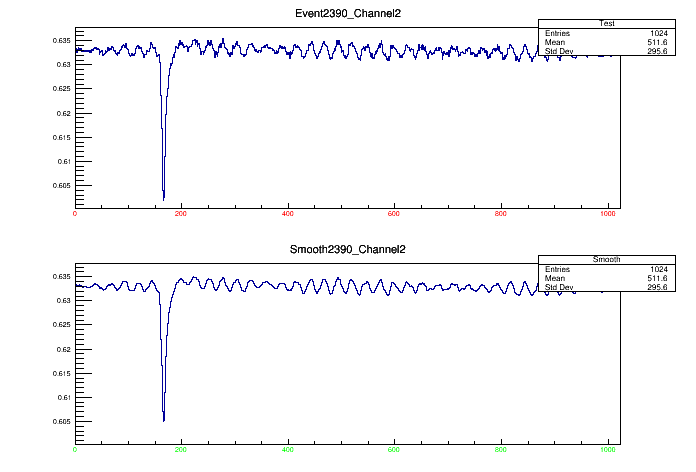 Event2390_Channel2
Test
Entries 1024
Mean 511.6
Std Dev 295.6
0.635
0.63
0.625
0.62
0.615
0.61
0.605
0 200 400 600 800 1000
Smooth2390_Channel2
Smooth
Entries 1024
Mean 511.6
Std Dev 295.6
0.635
0.63
0.625
0.62
0.615
0.61
0.605
0 200 400 600 800 1000